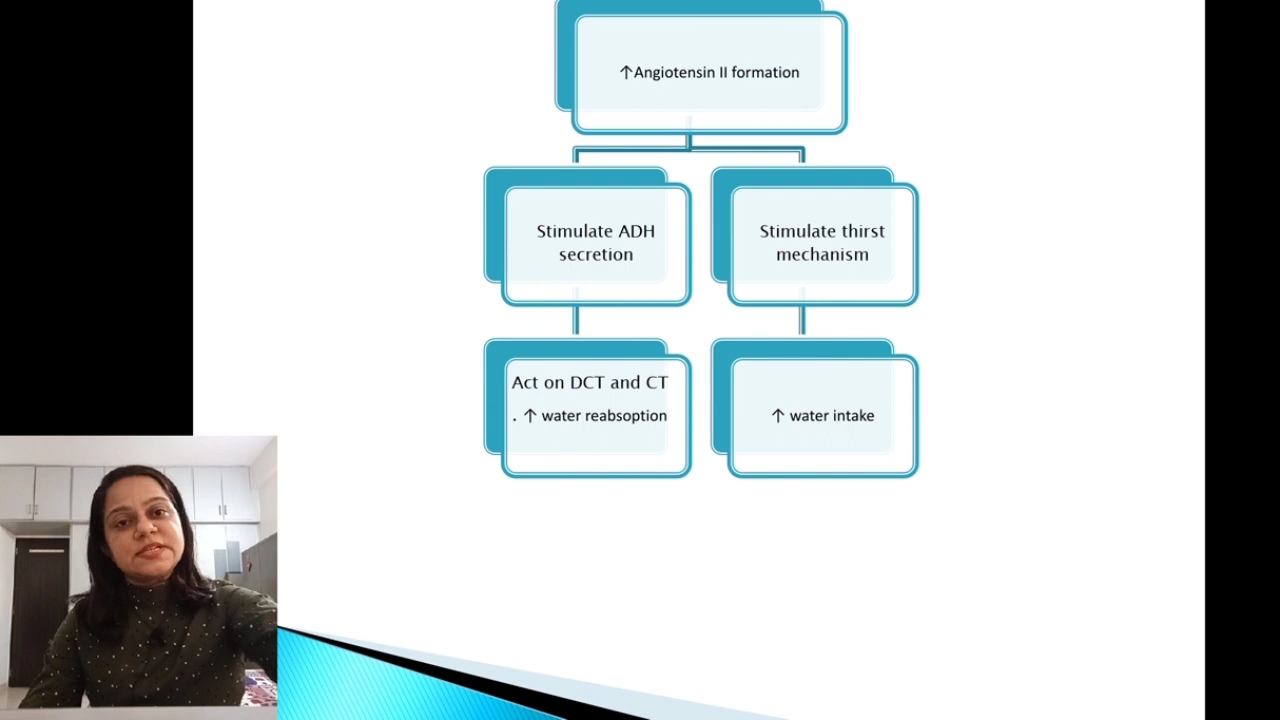 ↑Angiotensin II formation
Stimulate ADH
secretion
Stimulate thirst
mechanism
Act on DCT and CT
. ↑ water reabsoption
↑ water intake